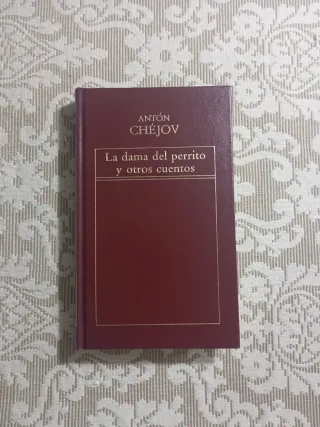 ANTÓN
CHÉJOV
La dama del perrito
y otros cuentos